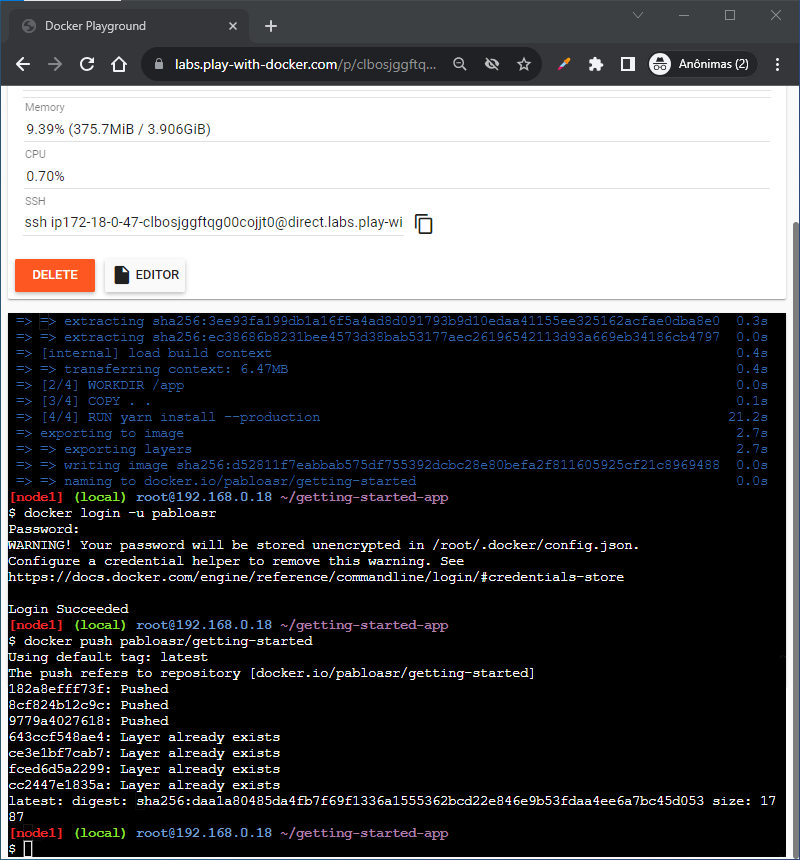 Docker Playground
labs.play-with-docker.com/p/clbosjggftq...
Anônimas (2)
Memory
9.39% (375.7MiB / 3.906GiB)
CPU
0.70%
SSH
ssh ip172-18-0-47-clbosjggftqg00cojjt0@direct.labs.play-wi
DELETE
EDITOR
=> => extracting sha256:3ee93fa199db1a16f5a4ad8d091793b9d10edaa41155ee325162acfae0dba8e0 0.3s
=> => extracting sha256:ec38686b8231bee4573d38bab53177aec26196542113d93a669eb34186cb4797 0.0s
=> [internal] load build context 0.4s
=> => transferring context: 6.47MB 0.4s
=> [2/4] WORKDIR /app 0.0s
=> [3/4] COPY . . 0.1s
=> [4/4] RUN yarn install --production 21.2s
=> exporting to image 2.7s
=> => exporting layers 2.7s
=> => writing image sha256:d52811f7eabbab575df755392dcbc28e80befa2f811605925cf21c8969488 0.0s
=> => naming to docker.io/pabloasr/getting-started 0.0s
[node1] (local) root@192.168.0.18 ~/getting-started-app
$ docker login -u pabloasr
Password:
WARNING! Your password will be stored unencrypted in /root/.docker/config.json.
Configure a credential helper to remove this warning. See
https://docs.docker.com/engine/reference/commandline/login/#credentials-store
Login Succeeded
[node1] (local) root@192.168.0.18 ~/getting-started-app
$ docker push pabloasr/getting-started
Using default tag: latest
The push refers to repository [docker.io/pabloasr/getting-started]
182a8efff73f: Pushed
8cf824b12c9c: Pushed
9779a4027618: Pushed
643ccf548ae4: Layer already exists
ce3e1bf7cab7: Layer already exists
fced6d5a2299: Layer already exists
cc2447e1835a: Layer already exists
latest: digest: sha256:daa1a80485da4fb7f69f1336a1555362bcd22e846e9b53fdaa4ee6a7bc45d053 size: 17
87
[node1] (local) root@192.168.0.18 ~/getting-started-app
$